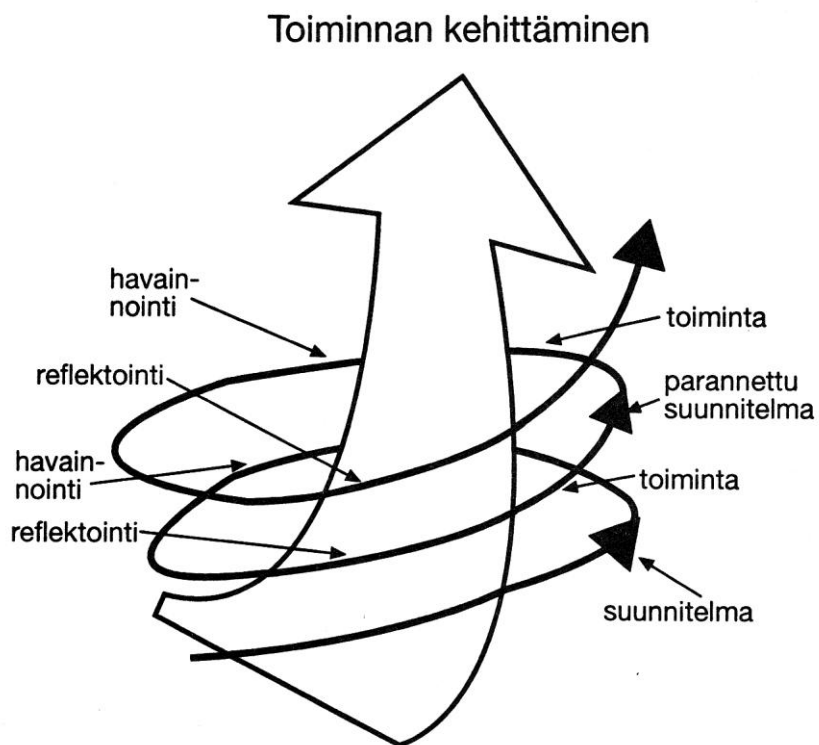 Toiminnan kehittäminen
havain-
nointi
toiminta
reflektointi
parannettu
suunnitelma
havain-
nointi
toiminta
reflektointi
suunnitelma